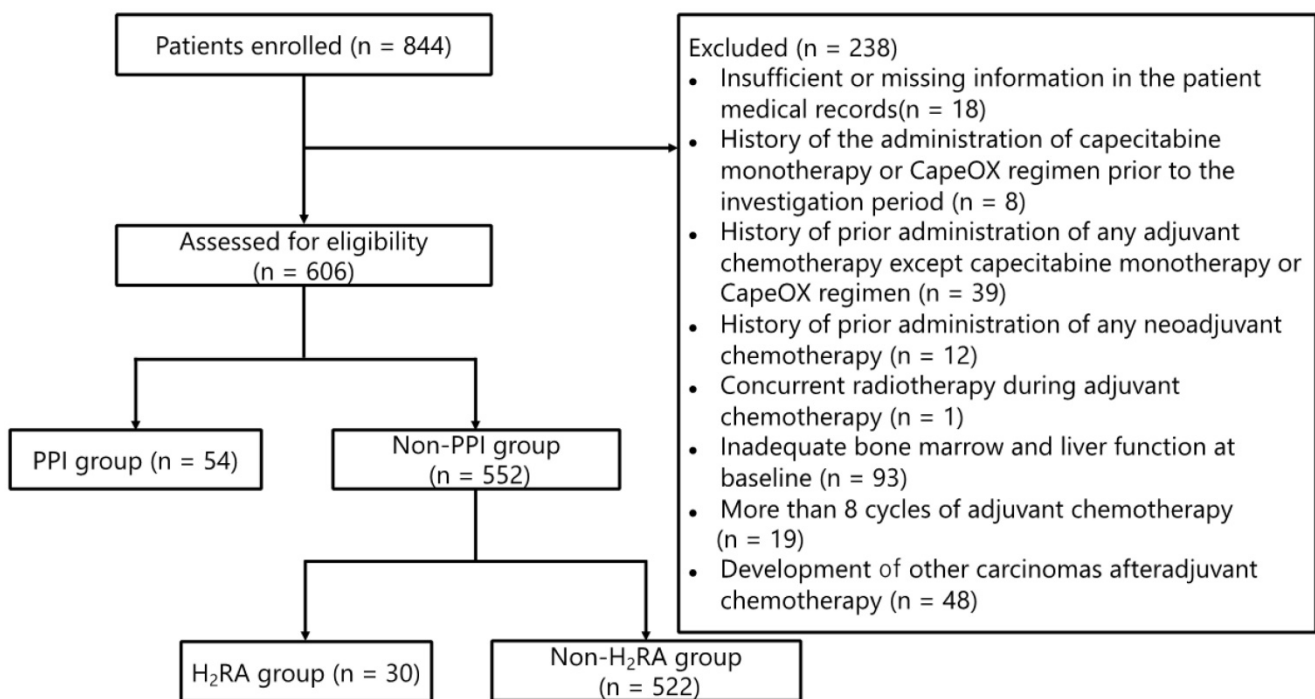 Patients enrolled (n = 844)
Excluded (n = 238)
• Insufficient or missing information in the patient
medical records(n = 18)
• History of the administration of capecitabine
monotherapy or CapeOX regimen prior to the
investigation period (n = 8)
• History of prior administration of any adjuvant
chemotherapy except capecitabine monotherapy or
CapeOX regimen (n = 39)
• History of prior administration of any neoadjuvant
chemotherapy (n = 12)
• Concurrent radiotherapy during adjuvant
chemotherapy (n = 1)
• Inadequate bone marrow and liver function at
baseline (n = 93)
• More than 8 cycles of adjuvant chemotherapy
(n = 19)
• Development of other carcinomas afteradjuvant
chemotherapy (n = 48)
Assessed for eligibility
(n = 606)
PPI group (n = 54)
Non-PPI group
(n = 552)
H₂RA group (n = 30)
Non-H₂RA group
(n = 522)